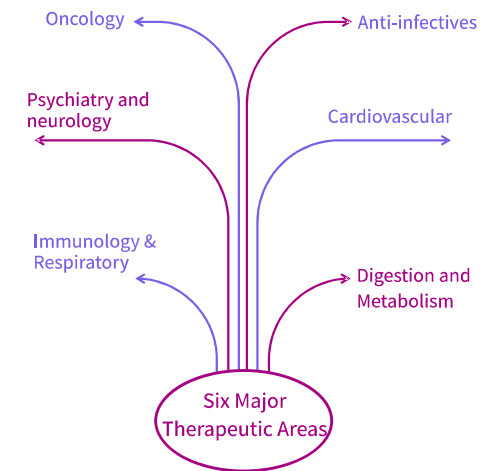 Oncology
Anti-infectives
Psychiatry and
neurology
Cardiovascular
Immunology &
Respiratory
Digestion and
Metabolism
Six Major
Therapeutic Areas